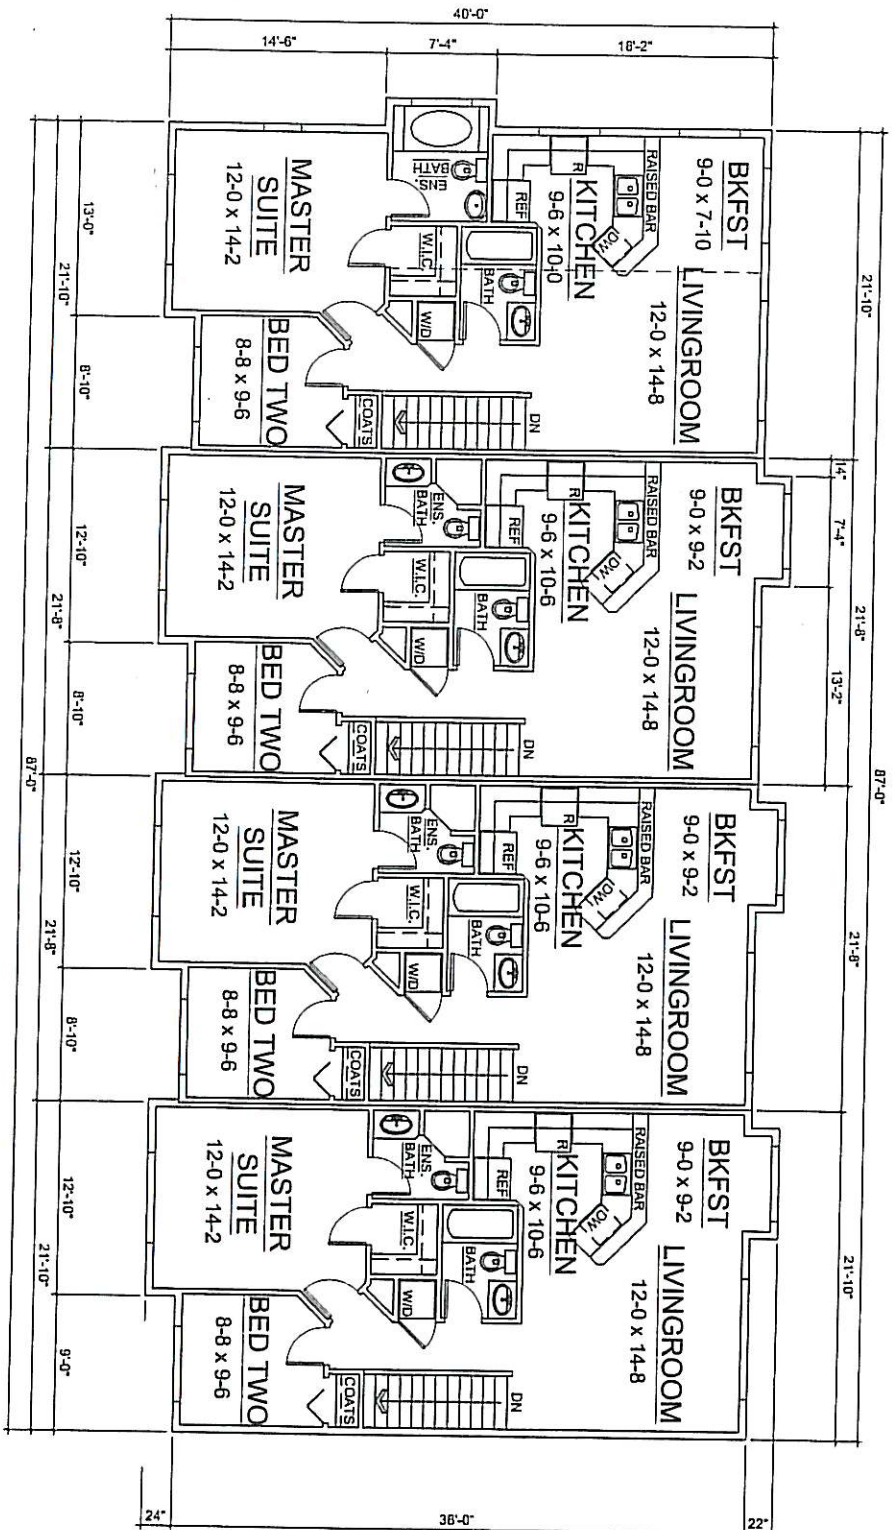 40'-0"
14'-6"
7'-4"
18'-2"
87'-0"
21'-10"
21'-8"
21'-8"
21'-10"
14"
7'-4"
13'-2"
BKFST
9-0 x 7-10
LIVINGROOM
12-0 x 14-8
RAISED BAR
DW
KITCHEN
9-6 x 10-0
R
REF
ENS.
BATH
BATH
W.I.C.
W/D
DN
COATS
MASTER
SUITE
12-0 x 14-2
BED TWO
8-8 x 9-6
BKFST
9-0 x 9-2
LIVINGROOM
12-0 x 14-8
RAISED BAR
DW
KITCHEN
9-6 x 10-6
R
REF
ENS.
BATH
BATH
W.I.C.
W/D
DN
COATS
MASTER
SUITE
12-0 x 14-2
BED TWO
8-8 x 9-6
BKFST
9-0 x 9-2
LIVINGROOM
12-0 x 14-8
RAISED BAR
DW
KITCHEN
9-6 x 10-6
R
REF
ENS.
BATH
BATH
W.I.C.
W/D
DN
COATS
MASTER
SUITE
12-0 x 14-2
BED TWO
8-8 x 9-6
BKFST
9-0 x 9-2
LIVINGROOM
12-0 x 14-8
RAISED BAR
DW
KITCHEN
9-6 x 10-6
R
REF
ENS.
BATH
BATH
W.I.C.
W/D
DN
COATS
MASTER
SUITE
12-0 x 14-2
BED TWO
8-8 x 9-6
13'-0"
8'-10"
12'-10"
8'-10"
12'-10"
8'-10"
12'-10"
9'-0"
21'-10"
21'-8"
21'-8"
21'-10"
87'-0"
24"
36'-0"
22"